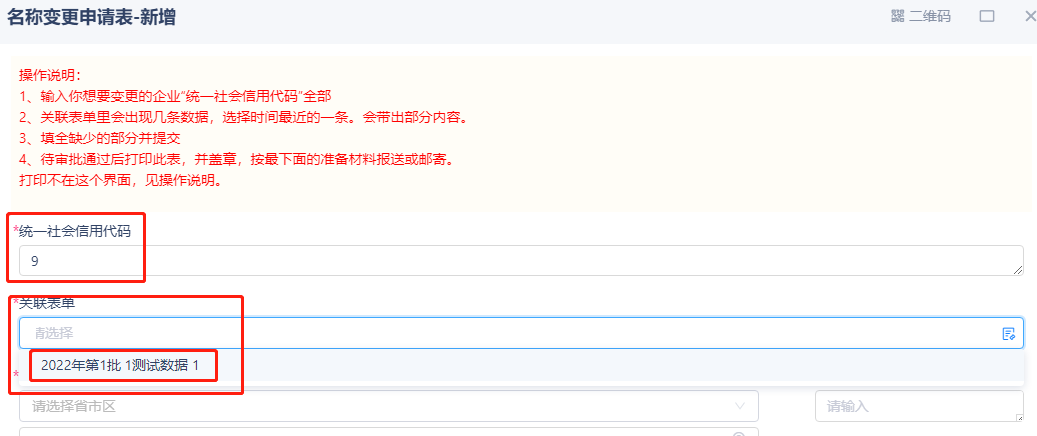 名称变更申请表-新增
二维码
操作说明：
1、输入你想要变更的企业“统一社会信用代码”全部
2、关联表单里会出现几条数据，选择时间最近的一条。会带出部分内容。
3、填全缺少的部分并提交
4、待审批通过后打印此表，并盖章，按最下面的准备材料报送或邮寄。
打印不在这个界面，见操作说明。
*统一社会信用代码
9
*关联表单
请选择
2022年第1批 1测试数据 1
*
请选择省市区
请输入